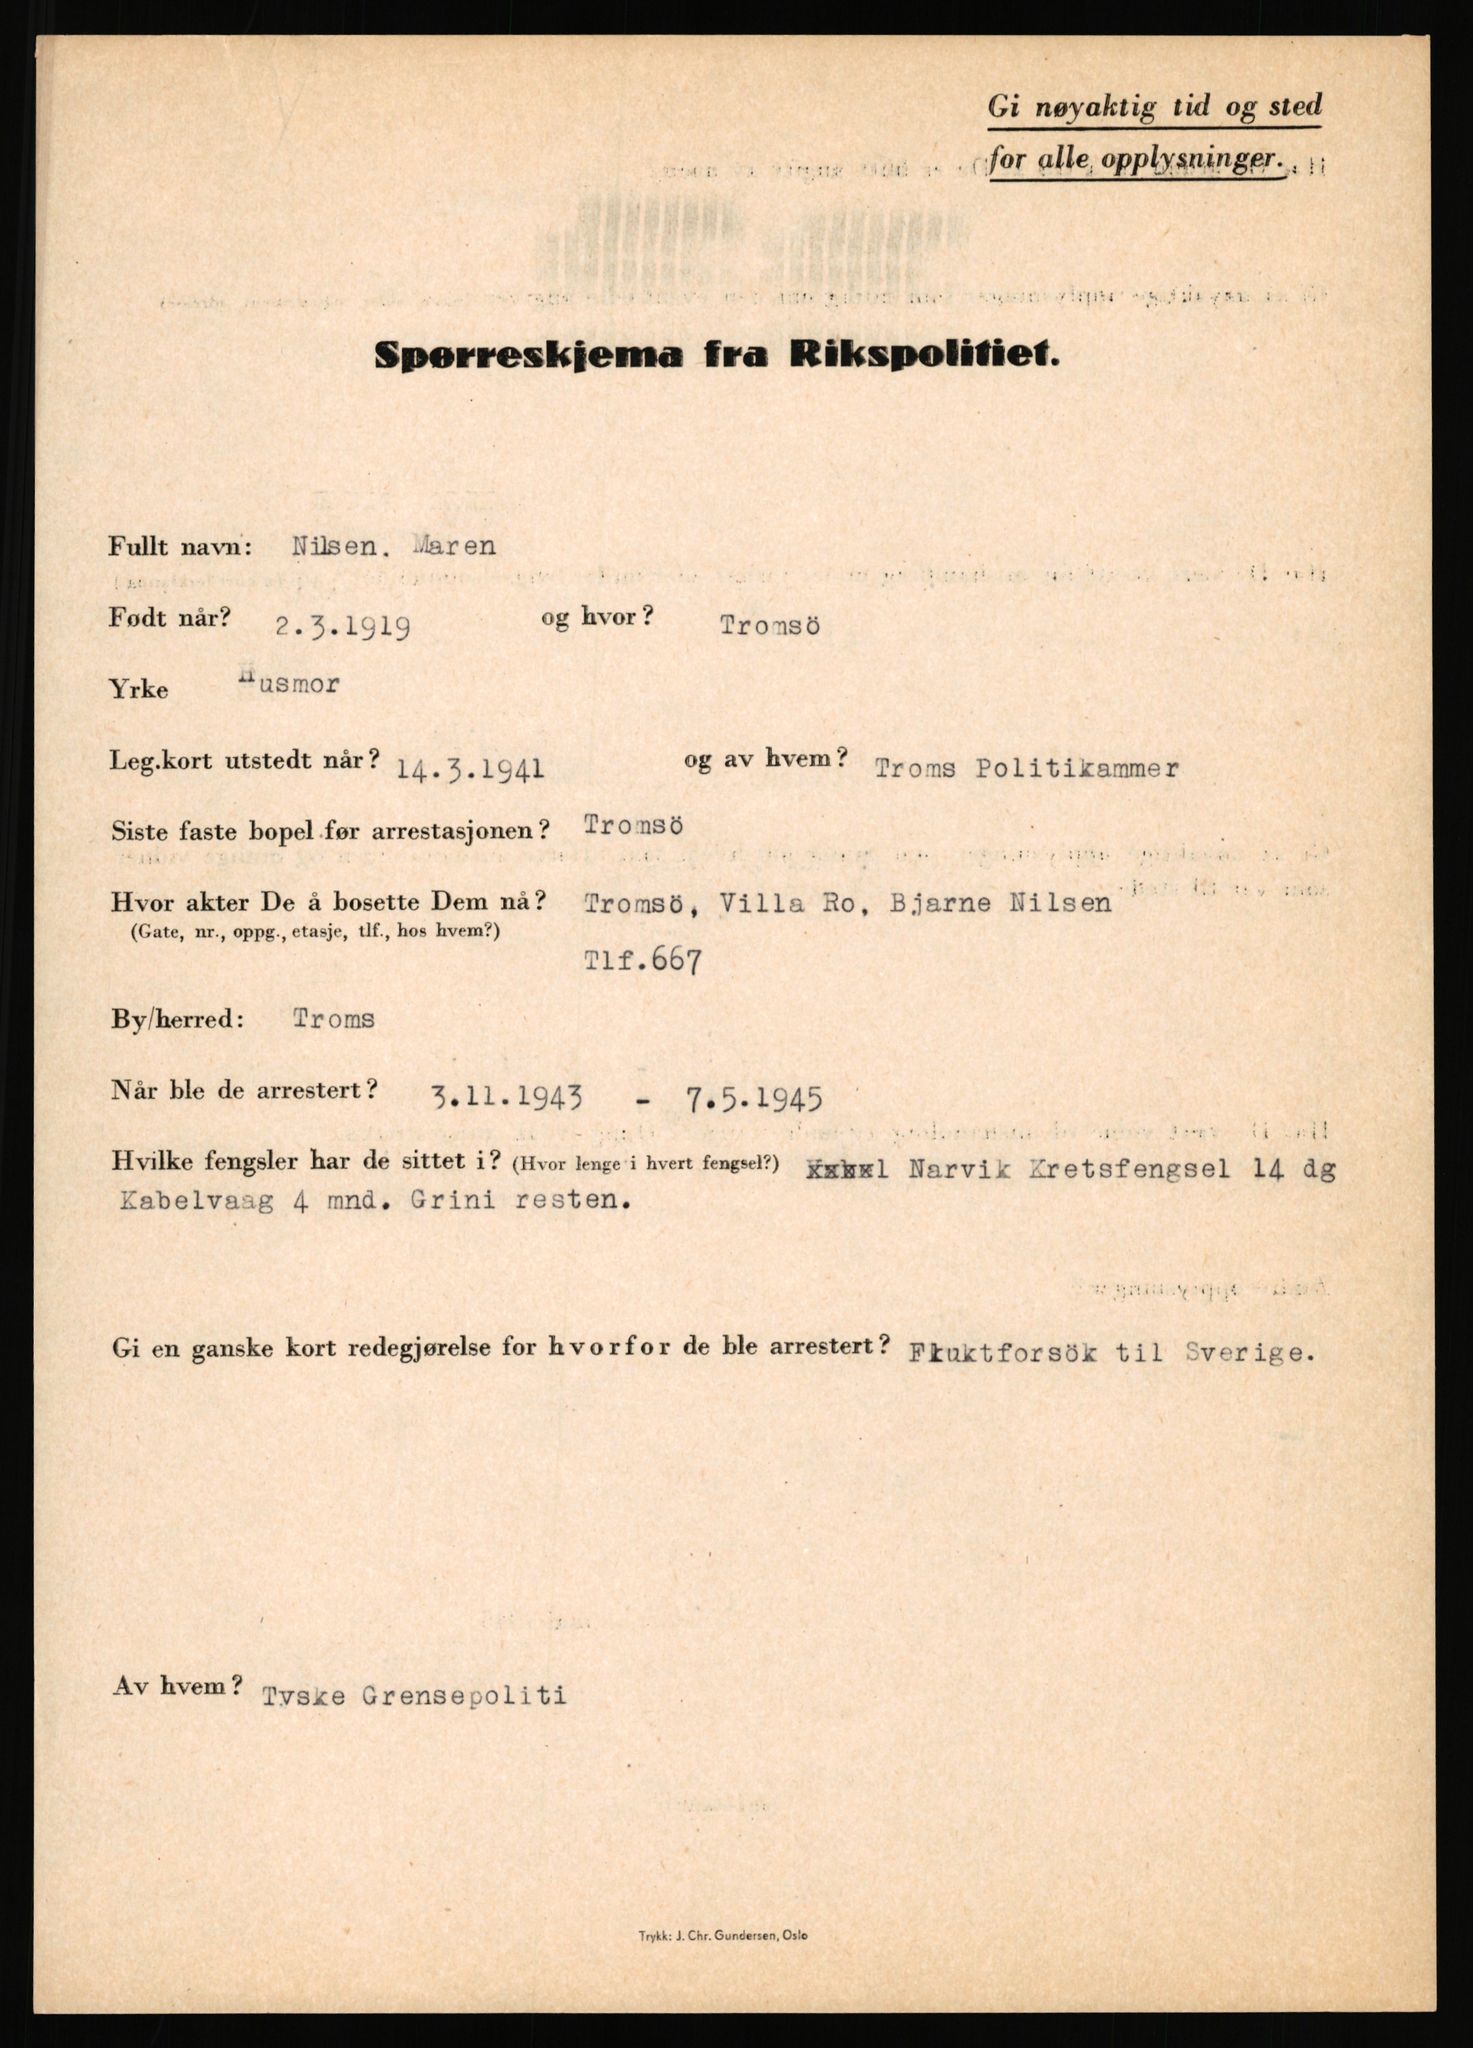 Gi nøyaktig tid og sted
for alle opplysninger.
Spørreskjema fra Rikspolitiet.
Fullt navn: Nilsen. Maren
Født når? 2.3.1919 og hvor? Tromsö
Yrke Husmor
Leg.kort utstedt når? 14.3.1941 og av hvem? Troms Politikammer
Siste faste bopel før arrestasjonen? Tromsö
Hvor akter De å bosette Dem nå? Tromsö, Villa Ro, Bjarne Nilsen
(Gate, nr., oppg., etasje, tlf., hos hvem?)
Tlf.667
By/herred: Troms
Når ble de arrestert? 3.11.1943 - 7.5.1945
Hvilke fengsler har de sittet i? (Hvor lenge i hvert fengsel?) Narvik Kretsfengsel 14 dg
Kabelvaag 4 mnd. Grini resten.
Gi en ganske kort redegjørelse for hvorfor de ble arrestert? Fluktforsök til Sverige.
Av hvem? Tyske Grensepoliti
Trykk: J. Chr. Gundersen, Oslo